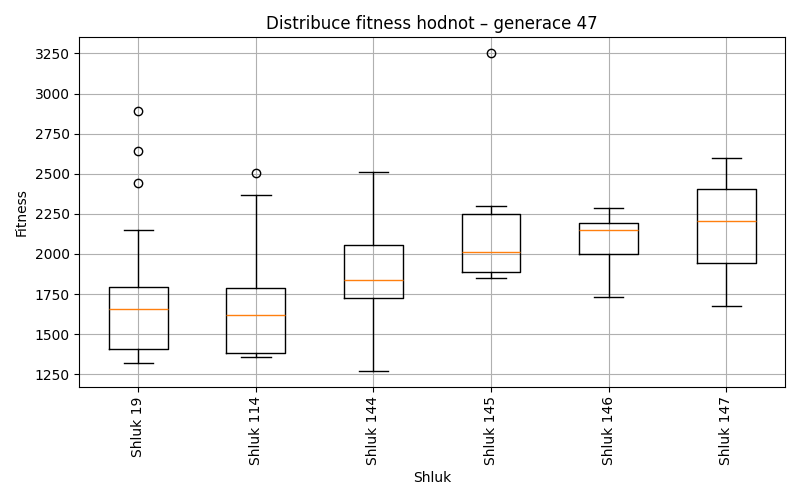 Distribuce fitness hodnot – generace 47
Fitness
3250
3000
2750
2500
2250
2000
1750
1500
1250
Shluk 19
Shluk 114
Shluk 144
Shluk 145
Shluk 146
Shluk 147
Shluk